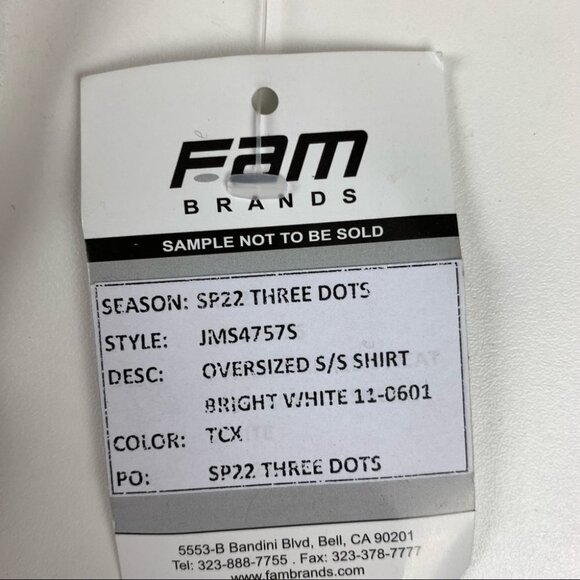 Fam
BRANDS
SAMPLE NOT TO BE SOLD
SEASON: SP22 THREE DOTS
STYLE: JMS4757S
DESC: OVERSIZED S/S SHIRT
BRIGHT WHITE 11-0601
COLOR: TCX
PO: SP22 THREE DOTS
5553-B Bandini Blvd, Bell, CA 90201
Tel: 323-888-7755 . Fax: 323-378-7777
www.fambrands.com